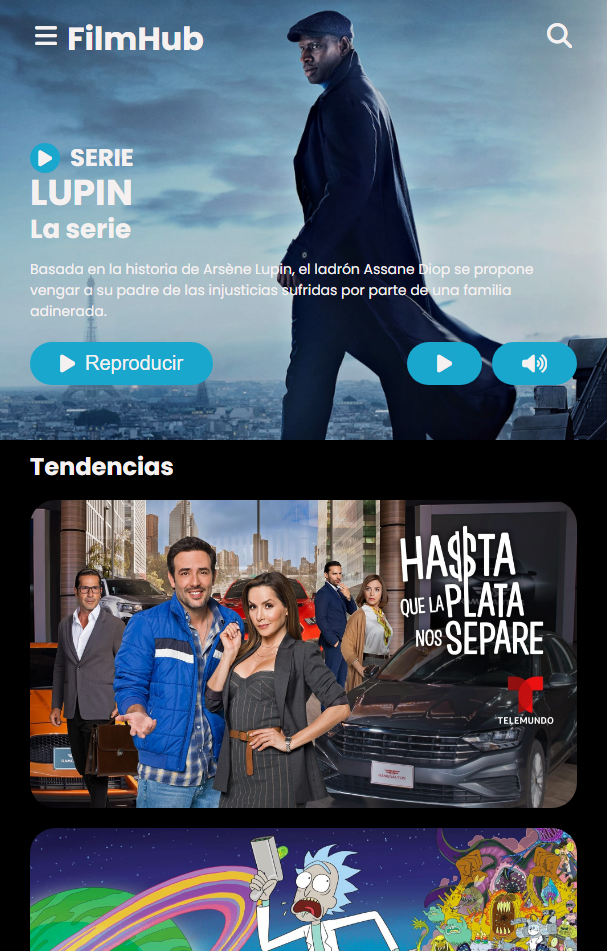 FilmHub
SERIE
LUPIN
La serie
Basada en la historia de Arsène Lupin, el ladrón Assane Diop se propone
vengar a su padre de las injusticias sufridas por parte de una familia
adinerada.
Reproducir
Tendencias
HA$TA
QUE LA PLATA
NOS SEPARE
TELEMUNDO